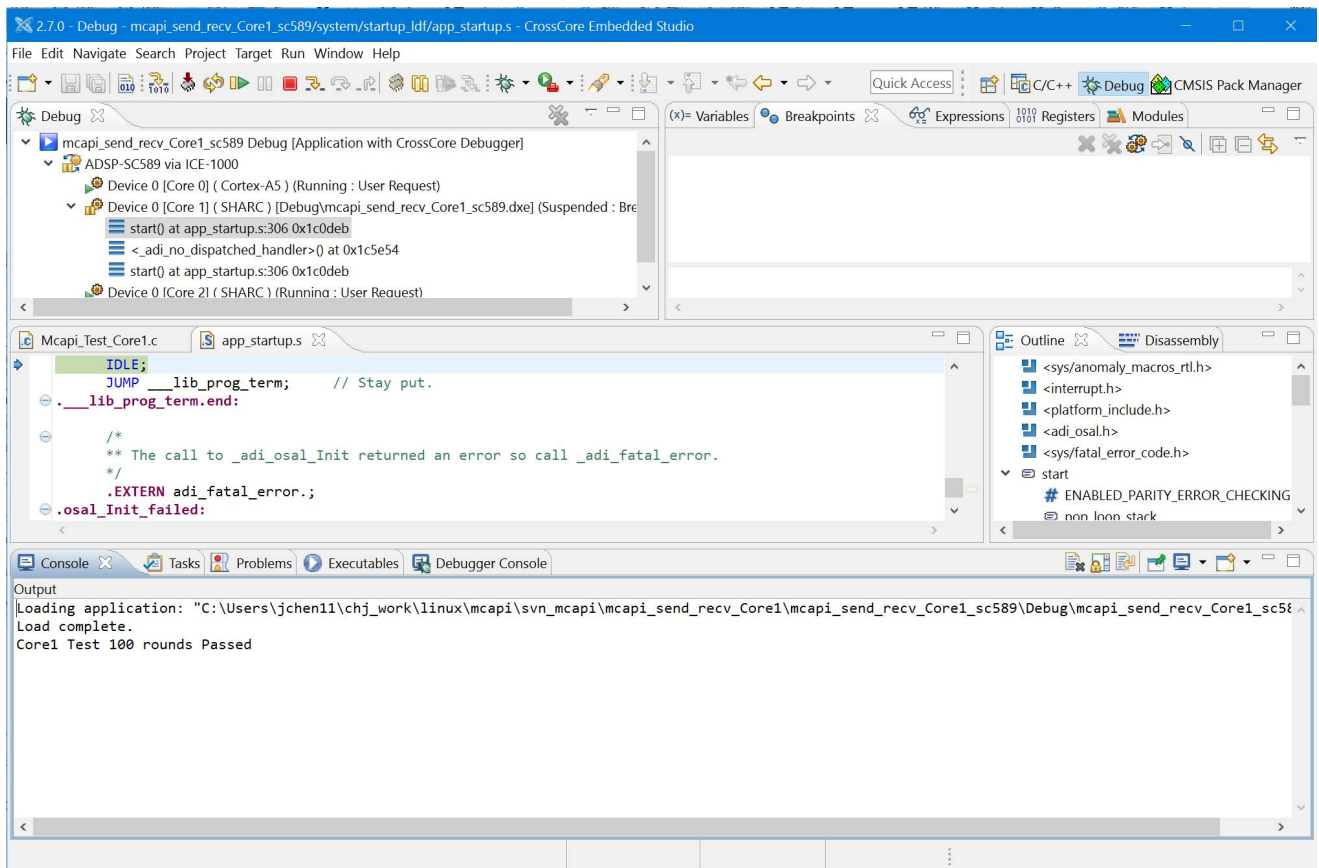 2.7.0 - Debug - mcapi_send_recv_Core1_sc589/system/startup_ldf/app_startup.s - CrossCore Embedded Studio
File Edit Navigate Search Project Target Run Window Help
Quick Access C/C++ Debug CMSIS Pack Manager
Debug
mcapi_send_recv_Core1_sc589 Debug [Application with CrossCore Debugger]
ADSP-SC589 via ICE-1000
Device 0 [Core 0] ( Cortex-A5 ) (Running : User Request)
Device 0 [Core 1] ( SHARC ) [Debug\mcapi_send_recv_Core1_sc589.dxe] (Suspended : Bre
start() at app_startup.s:306 0x1c0deb
<_adi_no_dispatched_handler>() at 0x1c5e54
start() at app_startup.s:306 0x1c0deb
Device 0 [Core 2] ( SHARC ) (Running : User Request)
(x)= Variables Breakpoints Expressions Registers Modules
Mcapi_Test_Core1.c app_startup.s
IDLE;
JUMP ___lib_prog_term; // Stay put.
.___lib_prog_term.end:
/*
** The call to _adi_osal_Init returned an error so call _adi_fatal_error.
*/
.EXTERN adi_fatal_error.;
.osal_Init_failed:
Outline Disassembly
<sys/anomaly_macros_rtl.h>
<interrupt.h>
<platform_include.h>
<adi_osal.h>
<sys/fatal_error_code.h>
start
# ENABLED_PARITY_ERROR_CHECKING
pop_loop_stack
Console Tasks Problems Executables Debugger Console
Output
Loading application: "C:\Users\jchen11\chj_work\linux\mcapi\svn_mcapi\mcapi_send_recv_Core1\mcapi_send_recv_Core1_sc589\Debug\mcapi_send_recv_Core1_sc58
Load complete.
Core1 Test 100 rounds Passed